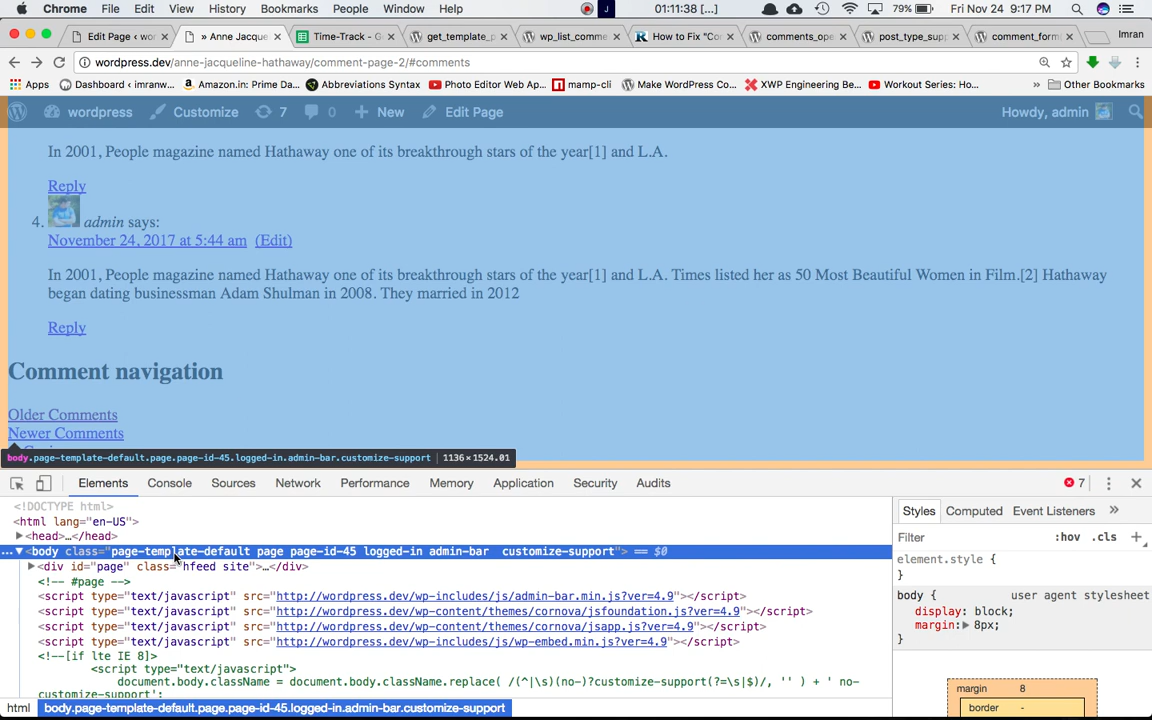 Chrome File Edit View History Bookmarks People Window Help J 01:11:38 [...] 79% Fri Nov 24 9:17 PM
Edit Page ‹ wor × » Anne Jacque × Time-Track - G × get_template_p × wp_list_comme × How to Fix "Co × comments_ope × post_type_sup × comment_form × Imran
wordpress.dev/anne-jacqueline-hathaway/comment-page-2/#comments
Apps Dashboard ‹ imranw... Amazon.in: Prime Da... Abbreviations Syntax Photo Editor Web Ap... mamp-cli Make WordPress Co... XWP Engineering Be... Workout Series: Ho... » Other Bookmarks
wordpress Customize 7 0 New Edit Page Howdy, admin
In 2001, People magazine named Hathaway one of its breakthrough stars of the year[1] and L.A.
Reply
4. admin says:
November 24, 2017 at 5:44 am (Edit)
In 2001, People magazine named Hathaway one of its breakthrough stars of the year[1] and L.A. Times listed her as 50 Most Beautiful Women in Film.[2] Hathaway
began dating businessman Adam Shulman in 2008. They married in 2012
Reply
Comment navigation
Older Comments
Newer Comments
body.page-template-default.page.page-id-45.logged-in.admin-bar.customize-support | 1136 × 1524.01
Elements Console Sources Network Performance Memory Application Security Audits 7
<!DOCTYPE html>
<html lang="en-US">
<head>…</head>
<body class="page-template-default page page-id-45 logged-in admin-bar  customize-support"> == $0
<div id="page" class="hfeed site">…</div>
<!-- #page -->
<script type="text/javascript" src="http://wordpress.dev/wp-includes/js/admin-bar.min.js?ver=4.9"></script>
<script type="text/javascript" src="http://wordpress.dev/wp-content/themes/cornova/jsfoundation.js?ver=4.9"></script>
<script type="text/javascript" src="http://wordpress.dev/wp-content/themes/cornova/jsapp.js?ver=4.9"></script>
<script type="text/javascript" src="http://wordpress.dev/wp-includes/js/wp-embed.min.js?ver=4.9"></script>
<!--[if lte IE 8]>
<script type="text/javascript">
document.body.className = document.body.className.replace( /(^|\s)(no-)?customize-support(?=\s|$)/, '' ) + ' no-
customize-support';
html body.page-template-default.page.page-id-45.logged-in.admin-bar.customize-support
Styles Computed Event Listeners »
Filter :hov .cls +
element.style {
}
body { user agent stylesheet
display: block;
margin: 8px;
}
margin 8
border -